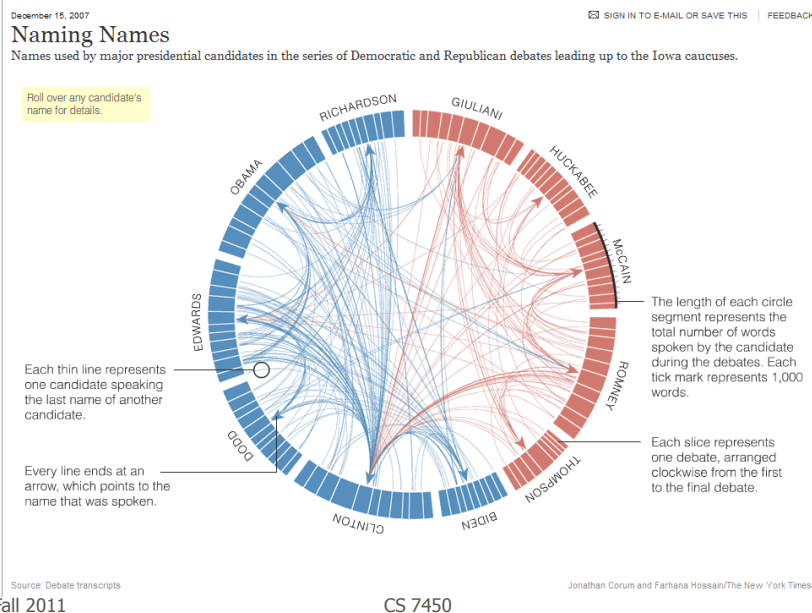 December 15, 2007
SIGN IN TO E-MAIL OR SAVE THIS
FEEDBACK
Naming Names
Names used by major presidential candidates in the series of Democratic and Republican debates leading up to the Iowa caucuses.
Roll over any candidate's
name for details.
RICHARDSON
GIULIANI
OBAMA
HUCKABEE
McCAIN
EDWARDS
The length of each circle
segment represents the
total number of words
spoken by the candidate
during the debates. Each
tick mark represents 1,000
words.
Each thin line represents
one candidate speaking
the last name of another
candidate.
ROMNEY
DODD
Each slice represents
one debate, arranged
clockwise from the first
to the final debate.
Every line ends at an
arrow, which points to the
name that was spoken.
THOMPSON
CLINTON
BIDEN
Source: Debate transcripts
Jonathan Corum and Farhana Hossain/The New York Times
Fall 2011
CS 7450